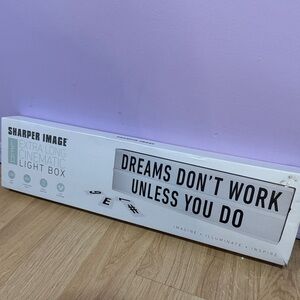 SHARPER IMAGE
EXTRA LONG
CINEMATIC
LIGHT BOX
DREAMS DON'T WORK
UNLESS YOU DO
IMAGINE • ILLUMINATE • INSPIRE